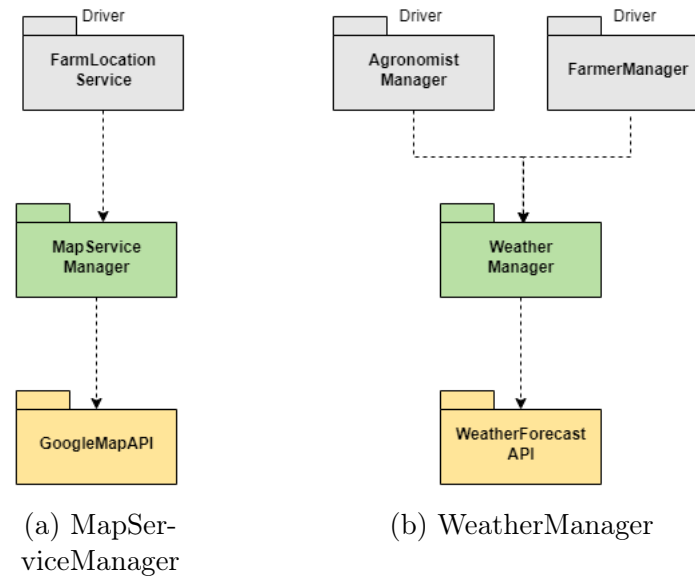 Driver
FarmLocation
Service
MapService
Manager
GoogleMapAPI
(a) MapSer-
viceManager
Driver
Agronomist
Manager
Driver
FarmerManager
Weather
Manager
WeatherForecast
API
(b) WeatherManager